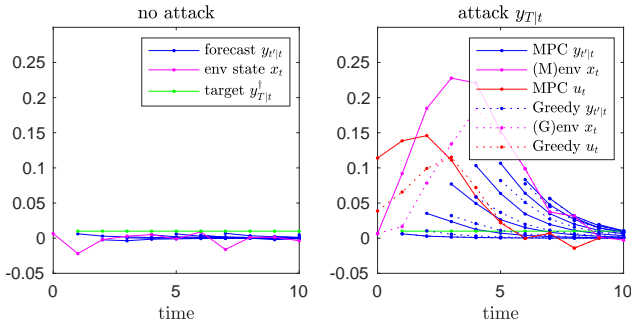 no attack
0.25
0.2
0.15
0.1
0.05
0
-0.05
0
5
10
time
forecast y_{t'|t}
env state x_t
target y^†_{T|t}
attack y_{T|t}
0.25
0.2
0.15
0.1
0.05
0
-0.05
0
5
10
time
MPC y_{t'|t}
(M)env x_t
MPC u_t
Greedy y_{t'|t}
(G)env x_t
Greedy u_t